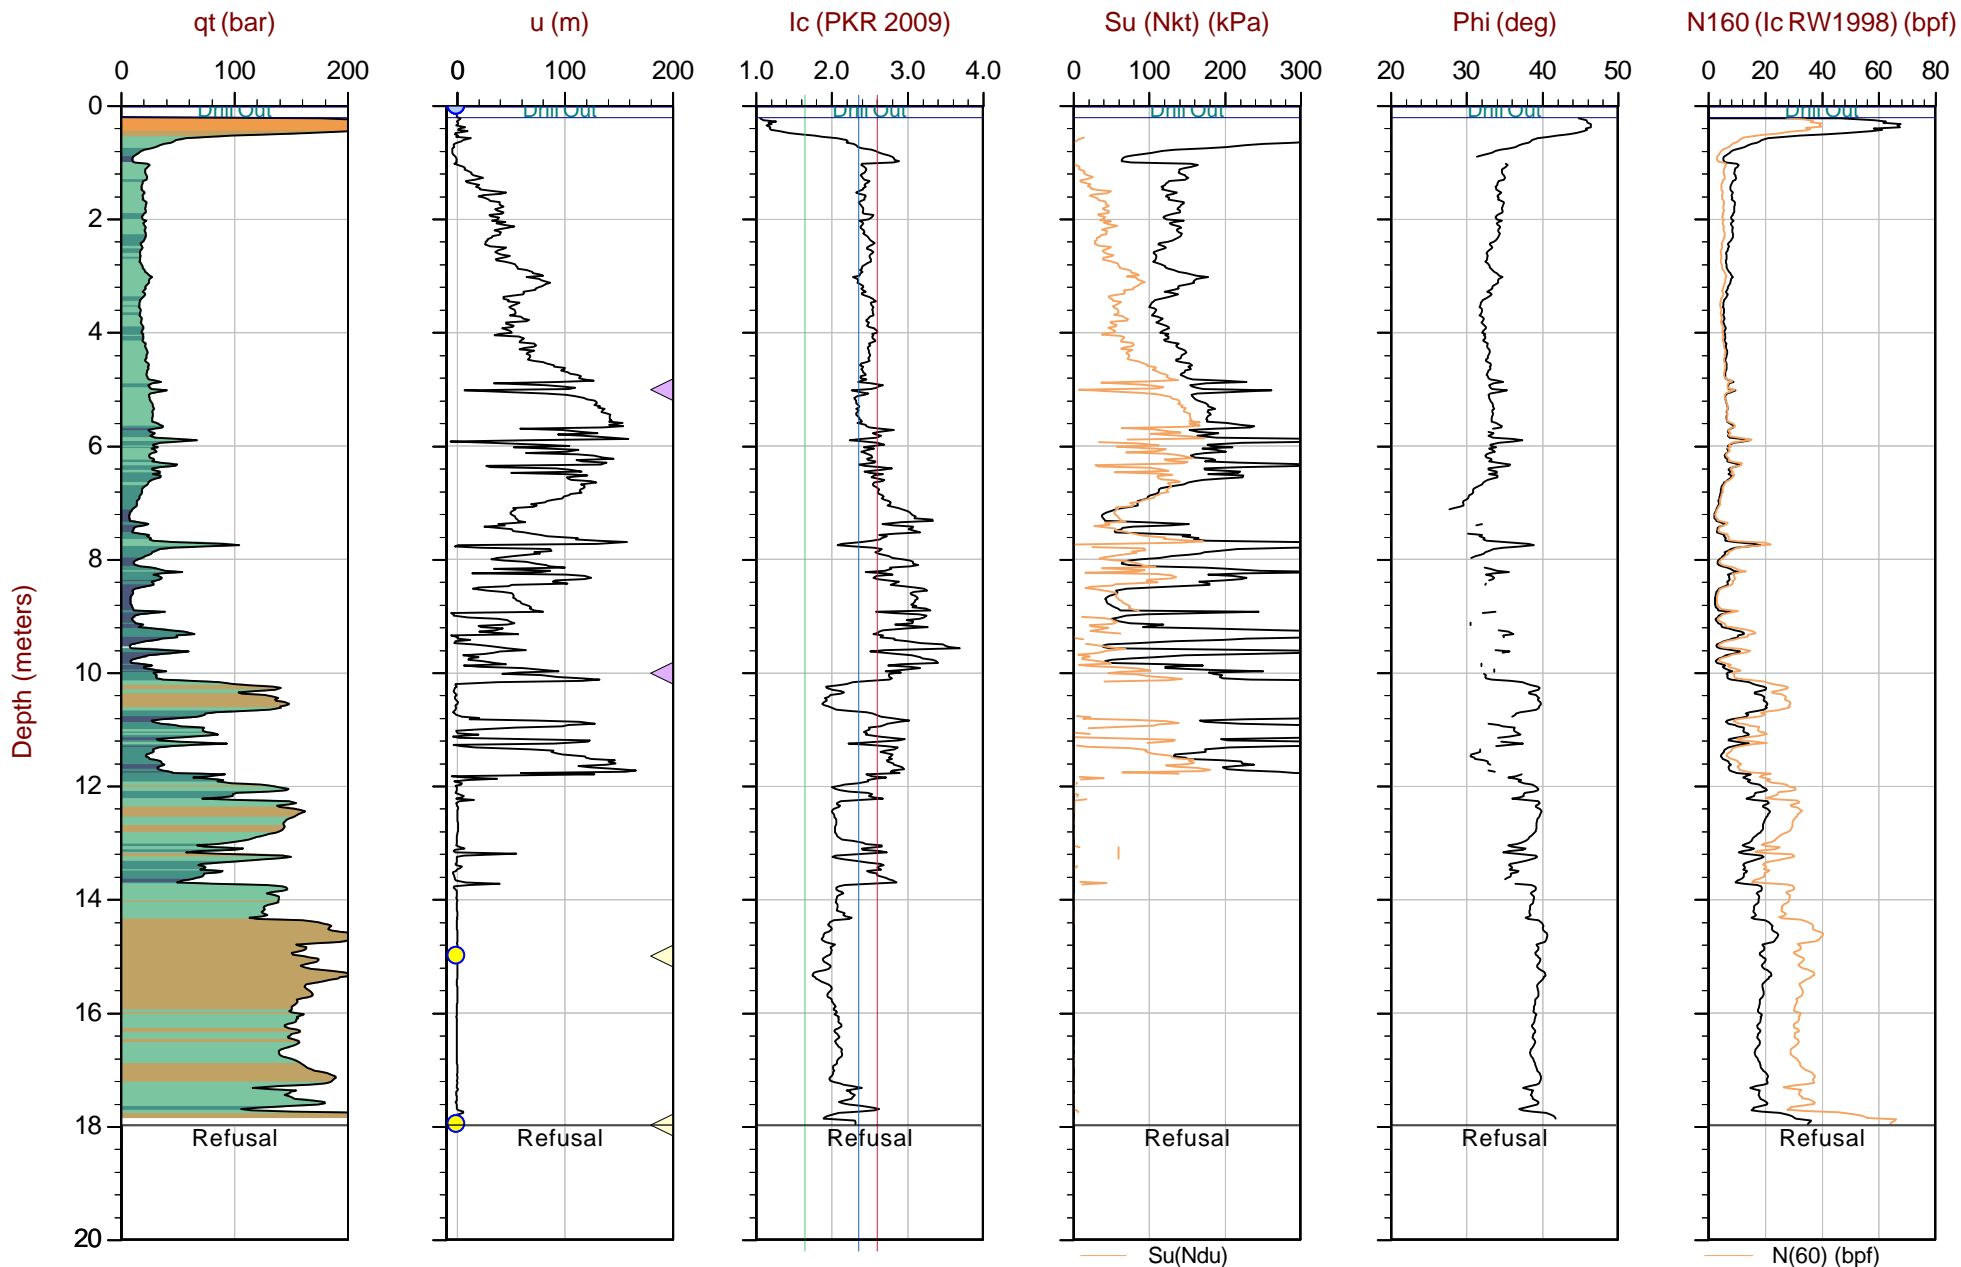 qt (bar) u (m) Ic (PKR 2009) Su (Nkt) (kPa) Phi (deg) N160 (Ic RW1998) (bpf)
0 100 200 0 100 200 1.0 2.0 3.0 4.0 0 100 200 300 20 30 40 50 0 20 40 60 80
0 Drill Out Drill Out Drill Out Drill Out Drill Out Drill Out
2
4
6
8
Depth (meters)
10
12
14
16
18
Refusal Refusal Refusal Refusal Refusal Refusal
20
Su(Ndu) N(60) (bpf)